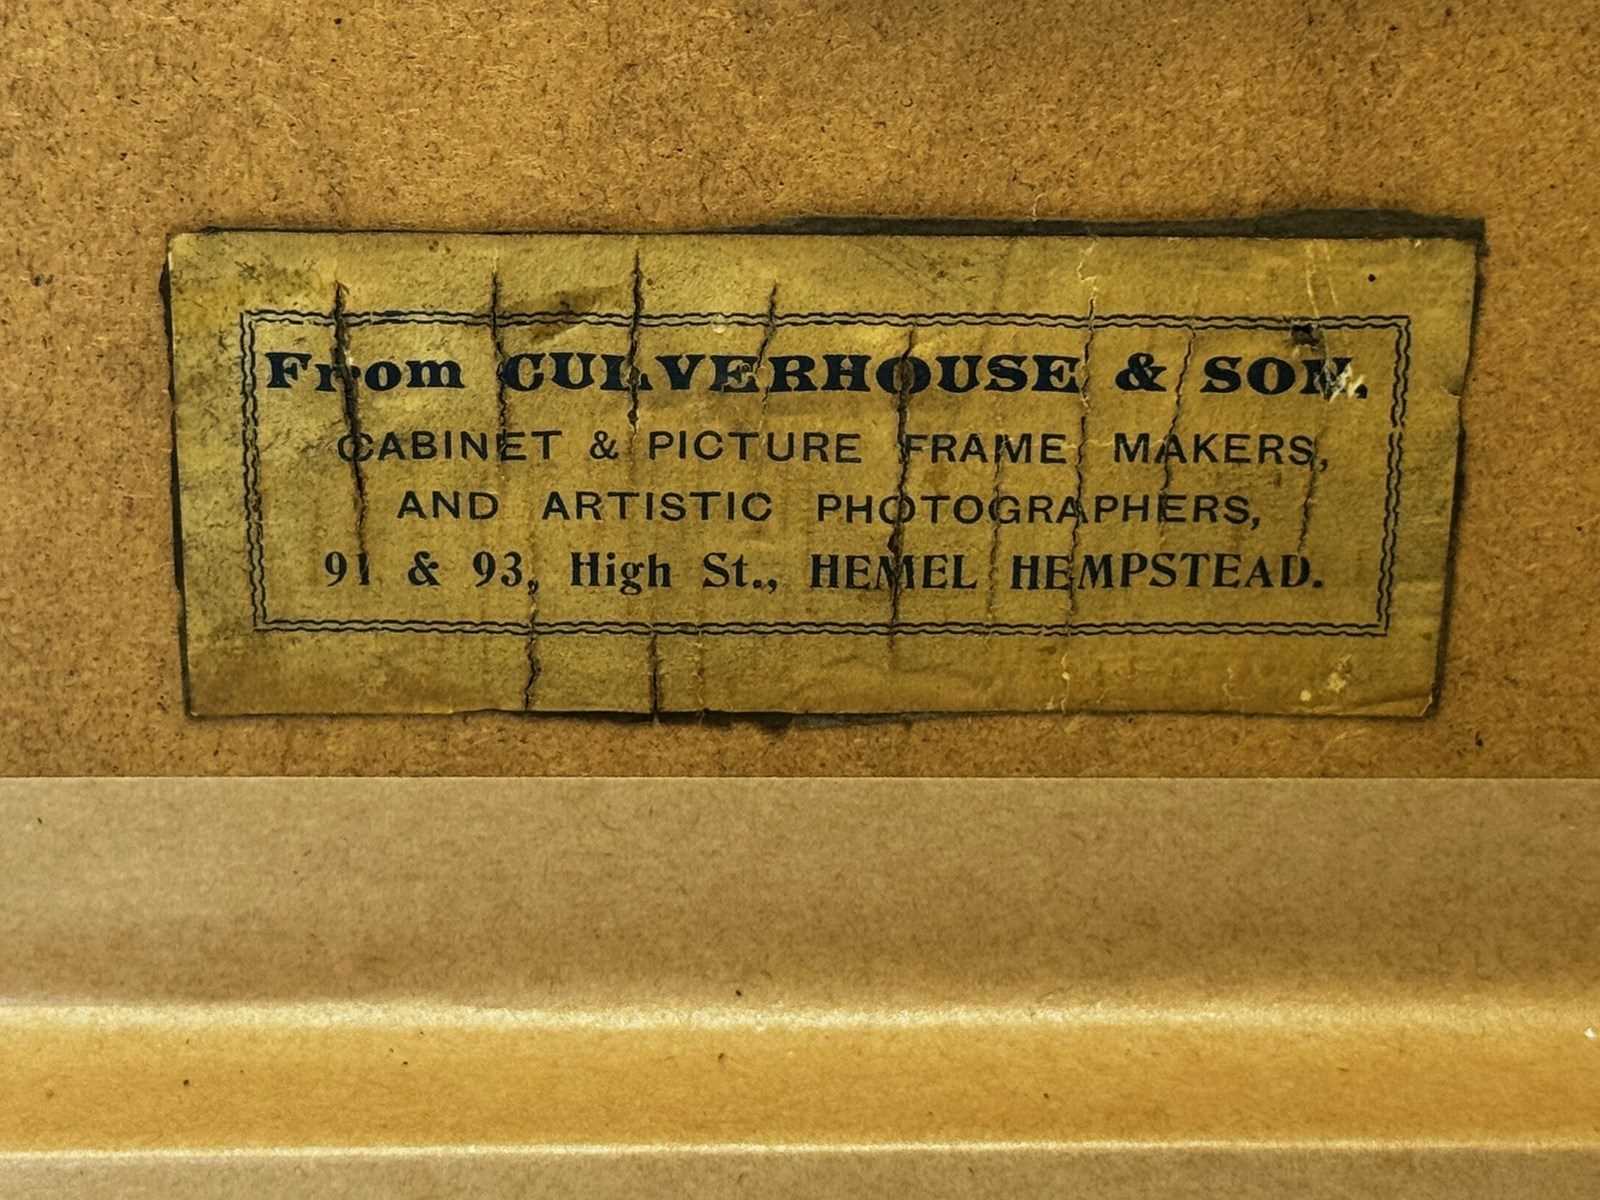 From CULVERHOUSE & SON,
CABINET & PICTURE FRAME MAKERS,
AND ARTISTIC PHOTOGRAPHERS,
91 & 93, High St., HEMEL HEMPSTEAD.